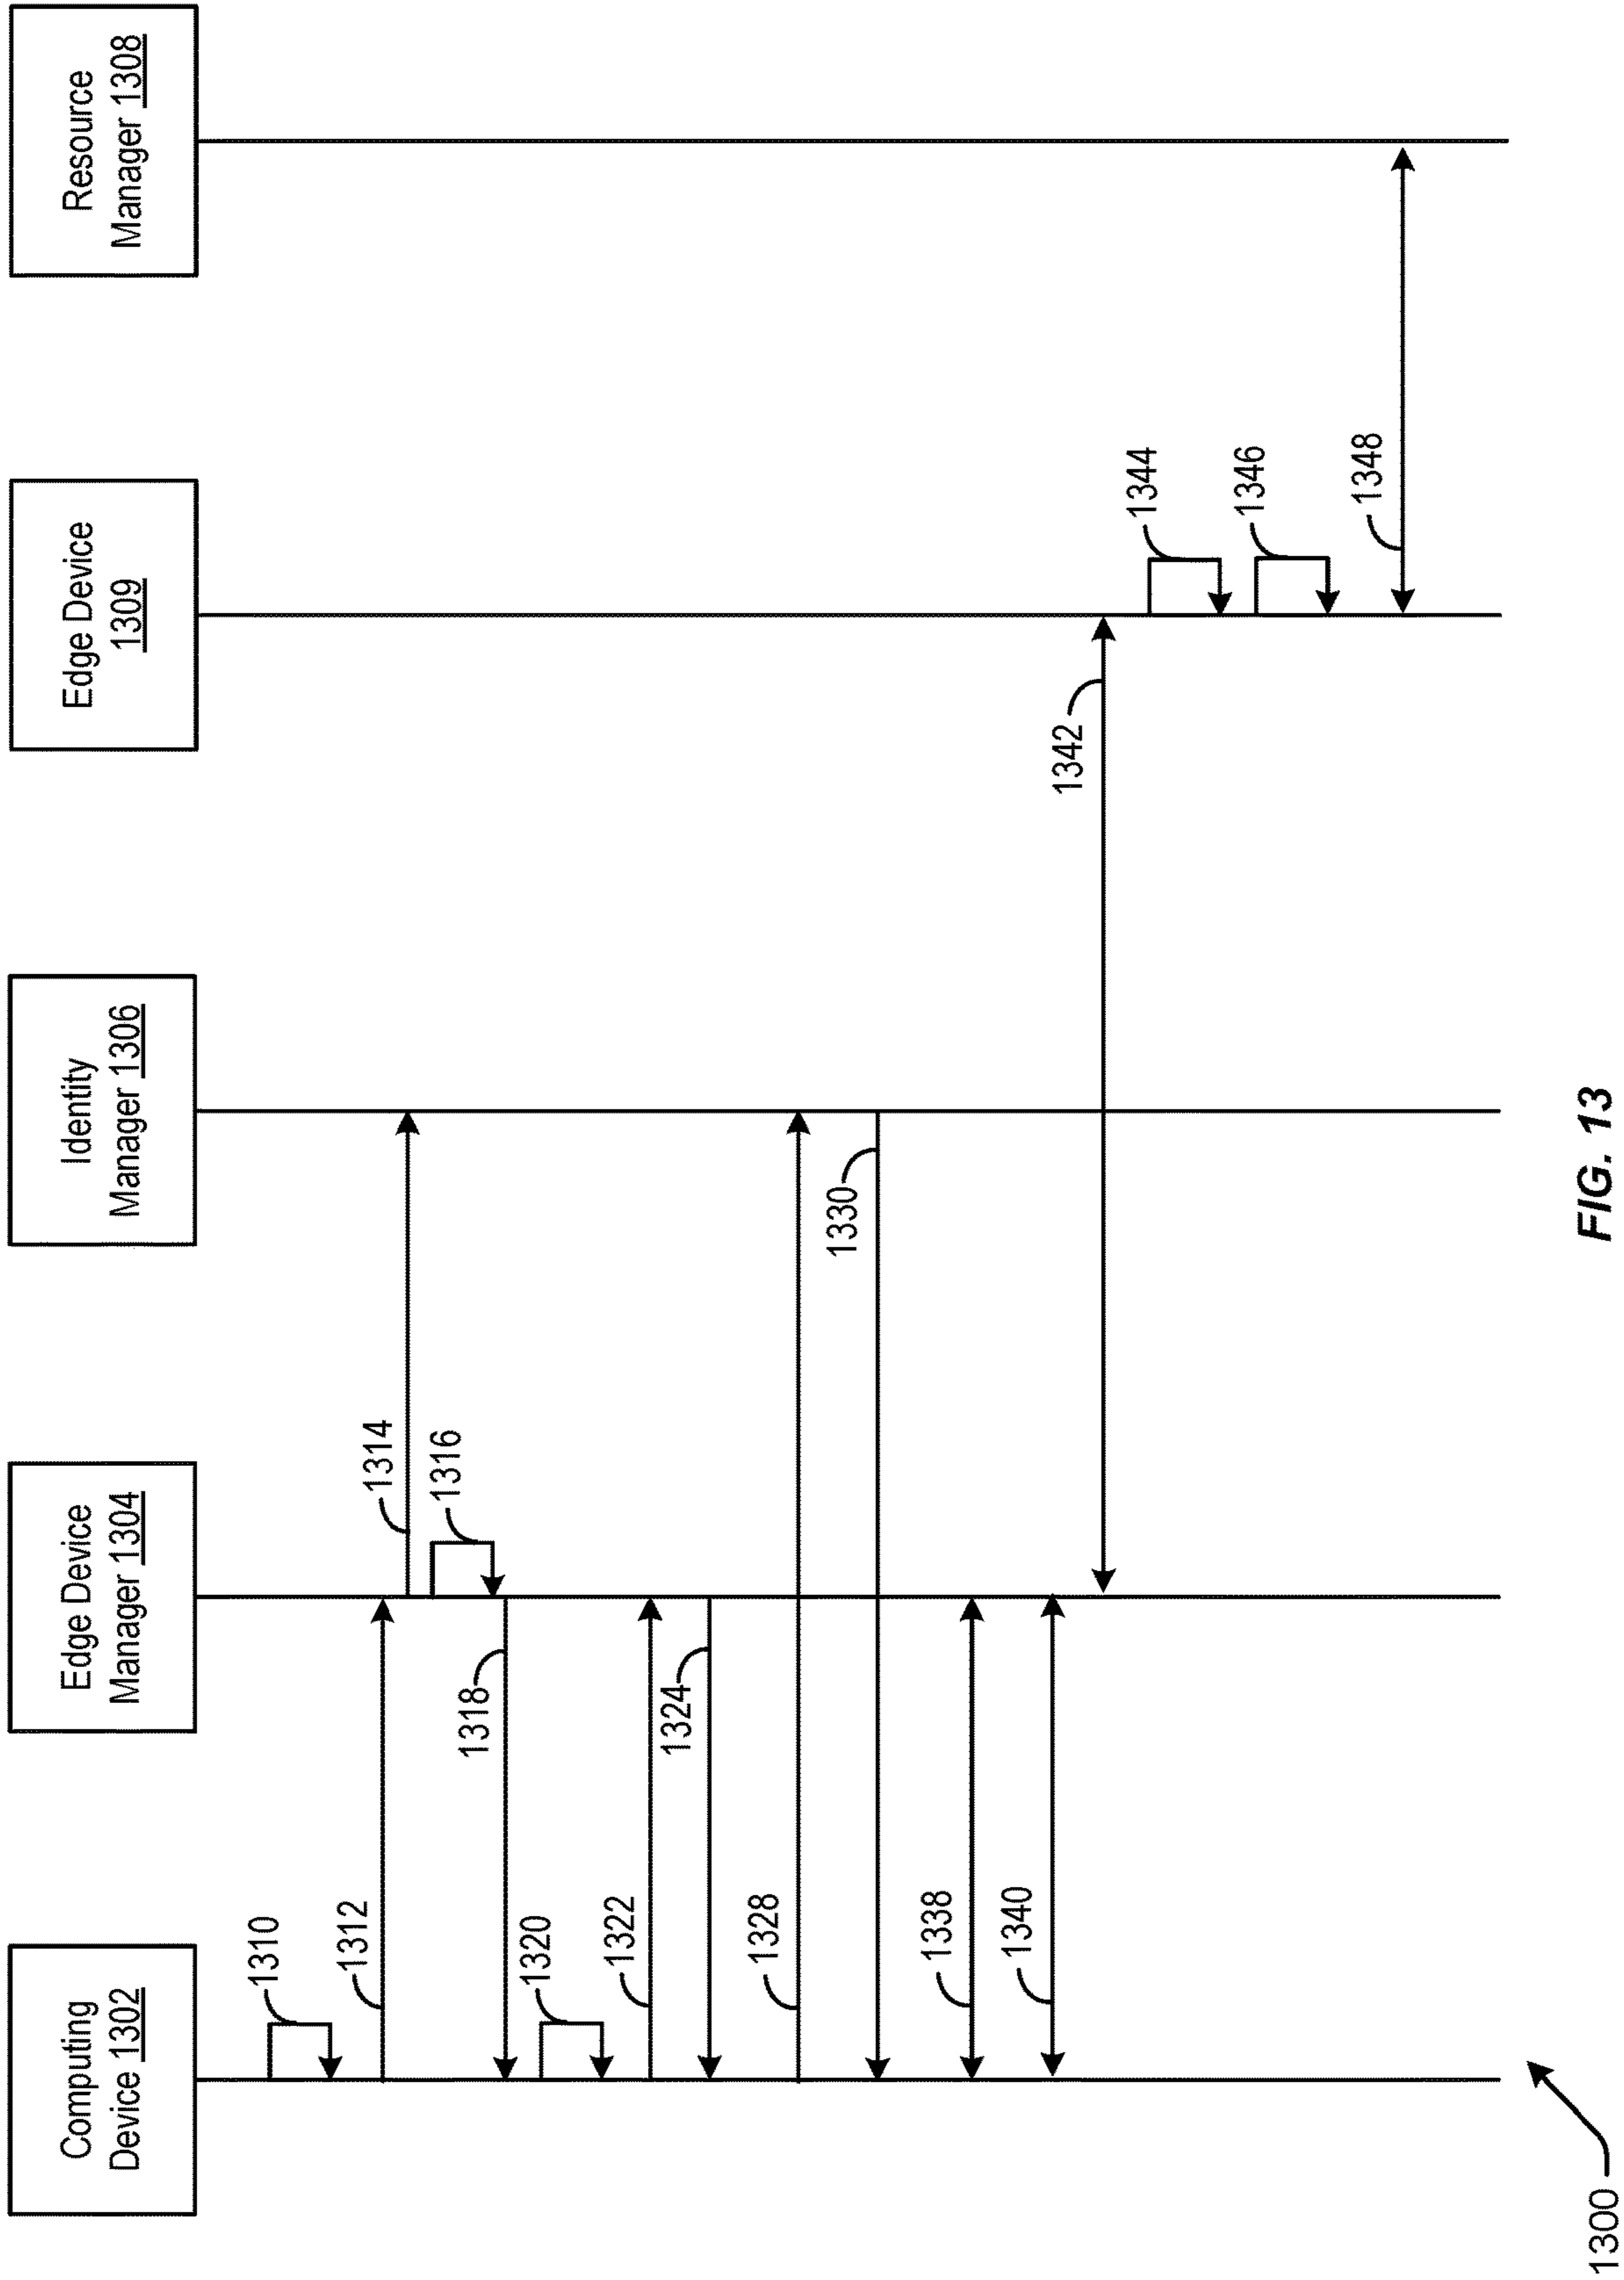 Computing
Device 1302
Edge Device
Manager 1304
Identity
Manager 1306
Edge Device
1309
Resource
Manager 1308
1310
1312
1314
1316
1318
1320
1322
1324
1328
1330
1338
1340
1342
1344
1346
1348
1300
FIG. 13